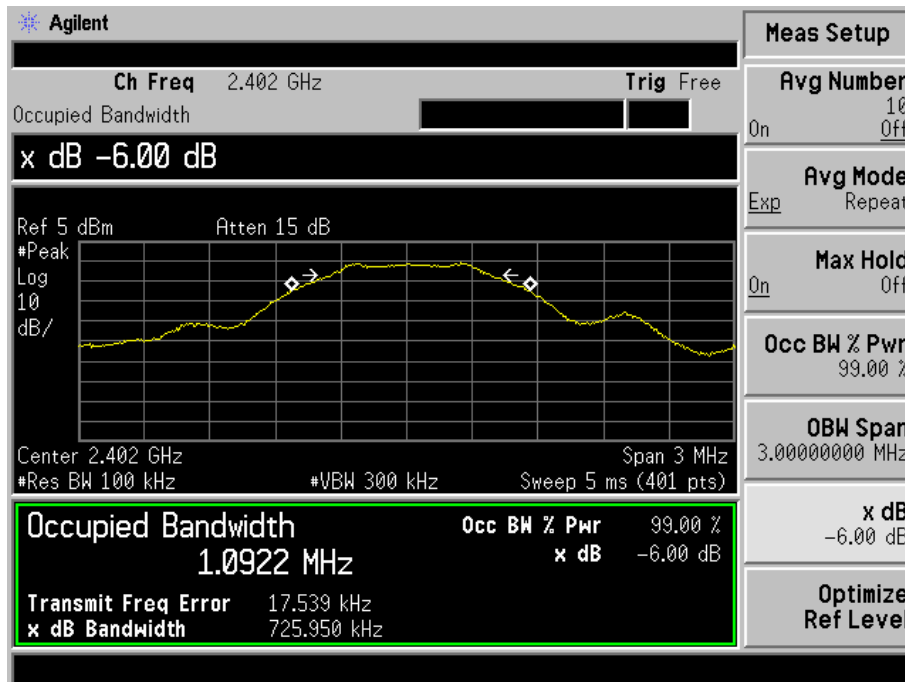 Agilent
Ch Freq 2.402 GHz Trig Free
Occupied Bandwidth
x dB -6.00 dB
Ref 5 dBm Atten 15 dB
#Peak
Log
10
dB/
Center 2.402 GHz Span 3 MHz
#Res BW 100 kHz #VBW 300 kHz Sweep 5 ms (401 pts)
Occupied Bandwidth Occ BW % Pwr 99.00 %
1.0922 MHz x dB -6.00 dB
Transmit Freq Error 17.539 kHz
x dB Bandwidth 725.950 kHz
Meas Setup
Avg Number
10
On Off
Avg Mode
Exp Repeat
Max Hold
On Off
Occ BW % Pwr
99.00 %
OBW Span
3.00000000 MHz
x dB
-6.00 dB
Optimize
Ref Level